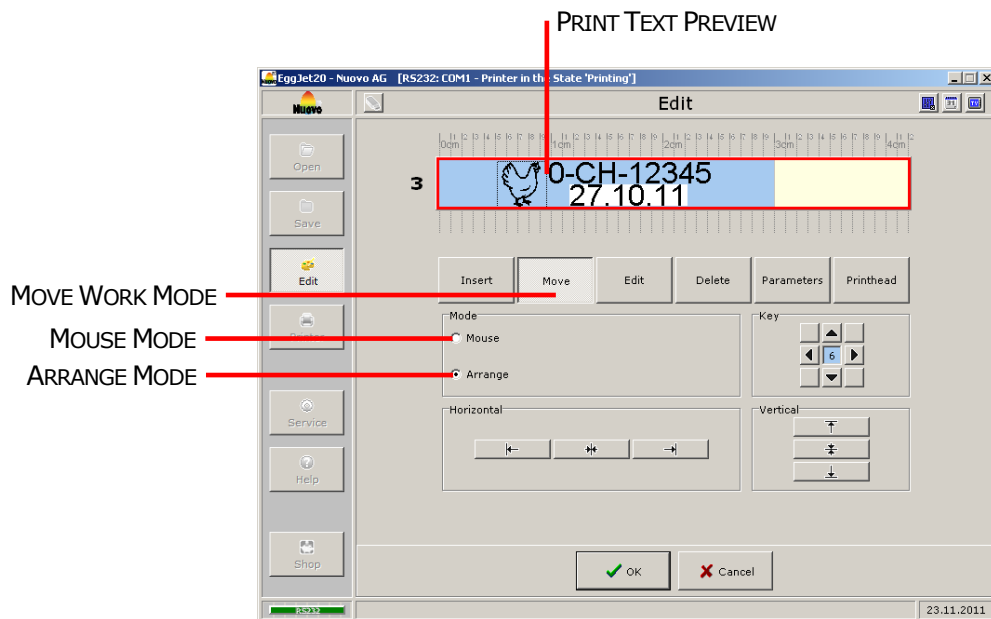 PRINT TEXT PREVIEW
EggJet20 - Nuovo AG [RS232: COM1 - Printer in the State 'Printing']
Nuovo
Edit
31
TV
0cm 1cm 2cm 3cm 4cm
Open
3
0-CH-12345
27.10.11
Save
Edit
Insert Move Edit Delete Parameters Printhead
MOVE WORK MODE
Mode
Key
MOUSE MODE
Mouse
Printer
6
ARRANGE MODE
Arrange
Horizontal
Vertical
Service
Help
Shop
OK Cancel
RS232
23.11.2011